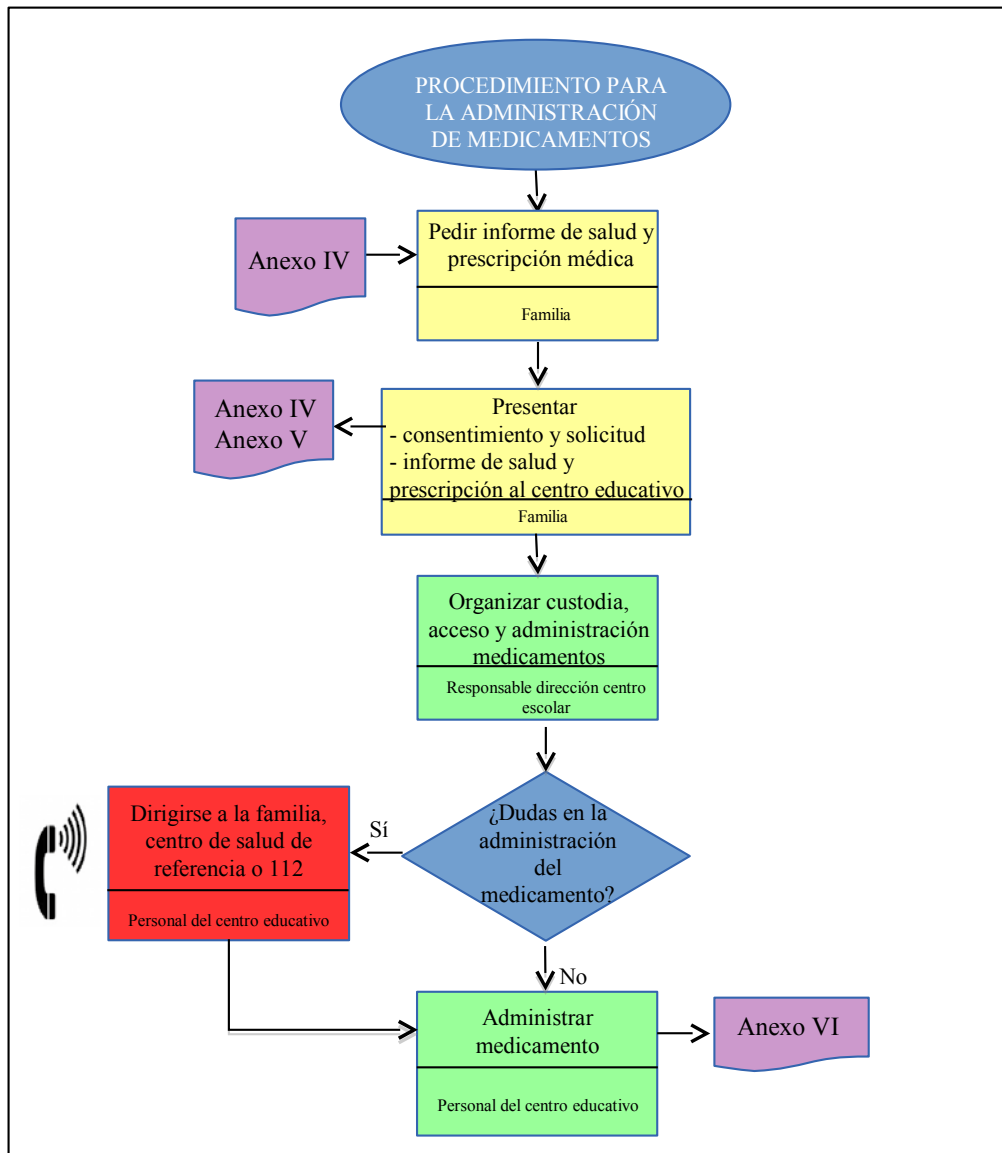 PROCEDIMIENTO PARA
LA ADMINISTRACIÓN
DE MEDICAMENTOS
Anexo IV
Pedir informe de salud y
prescripción médica
Familia
Anexo IV
Anexo V
Presentar
- consentimiento y solicitud
- informe de salud y
prescripción al centro educativo
Familia
Organizar custodia,
acceso y administración
medicamentos
Responsable dirección centro
escolar
¿Dudas en la
administración
del
medicamento?
Sí
Dirigirse a la familia,
centro de salud de
referencia o 112
Personal del centro educativo
No
Administrar
medicamento
Personal del centro educativo
Anexo VI